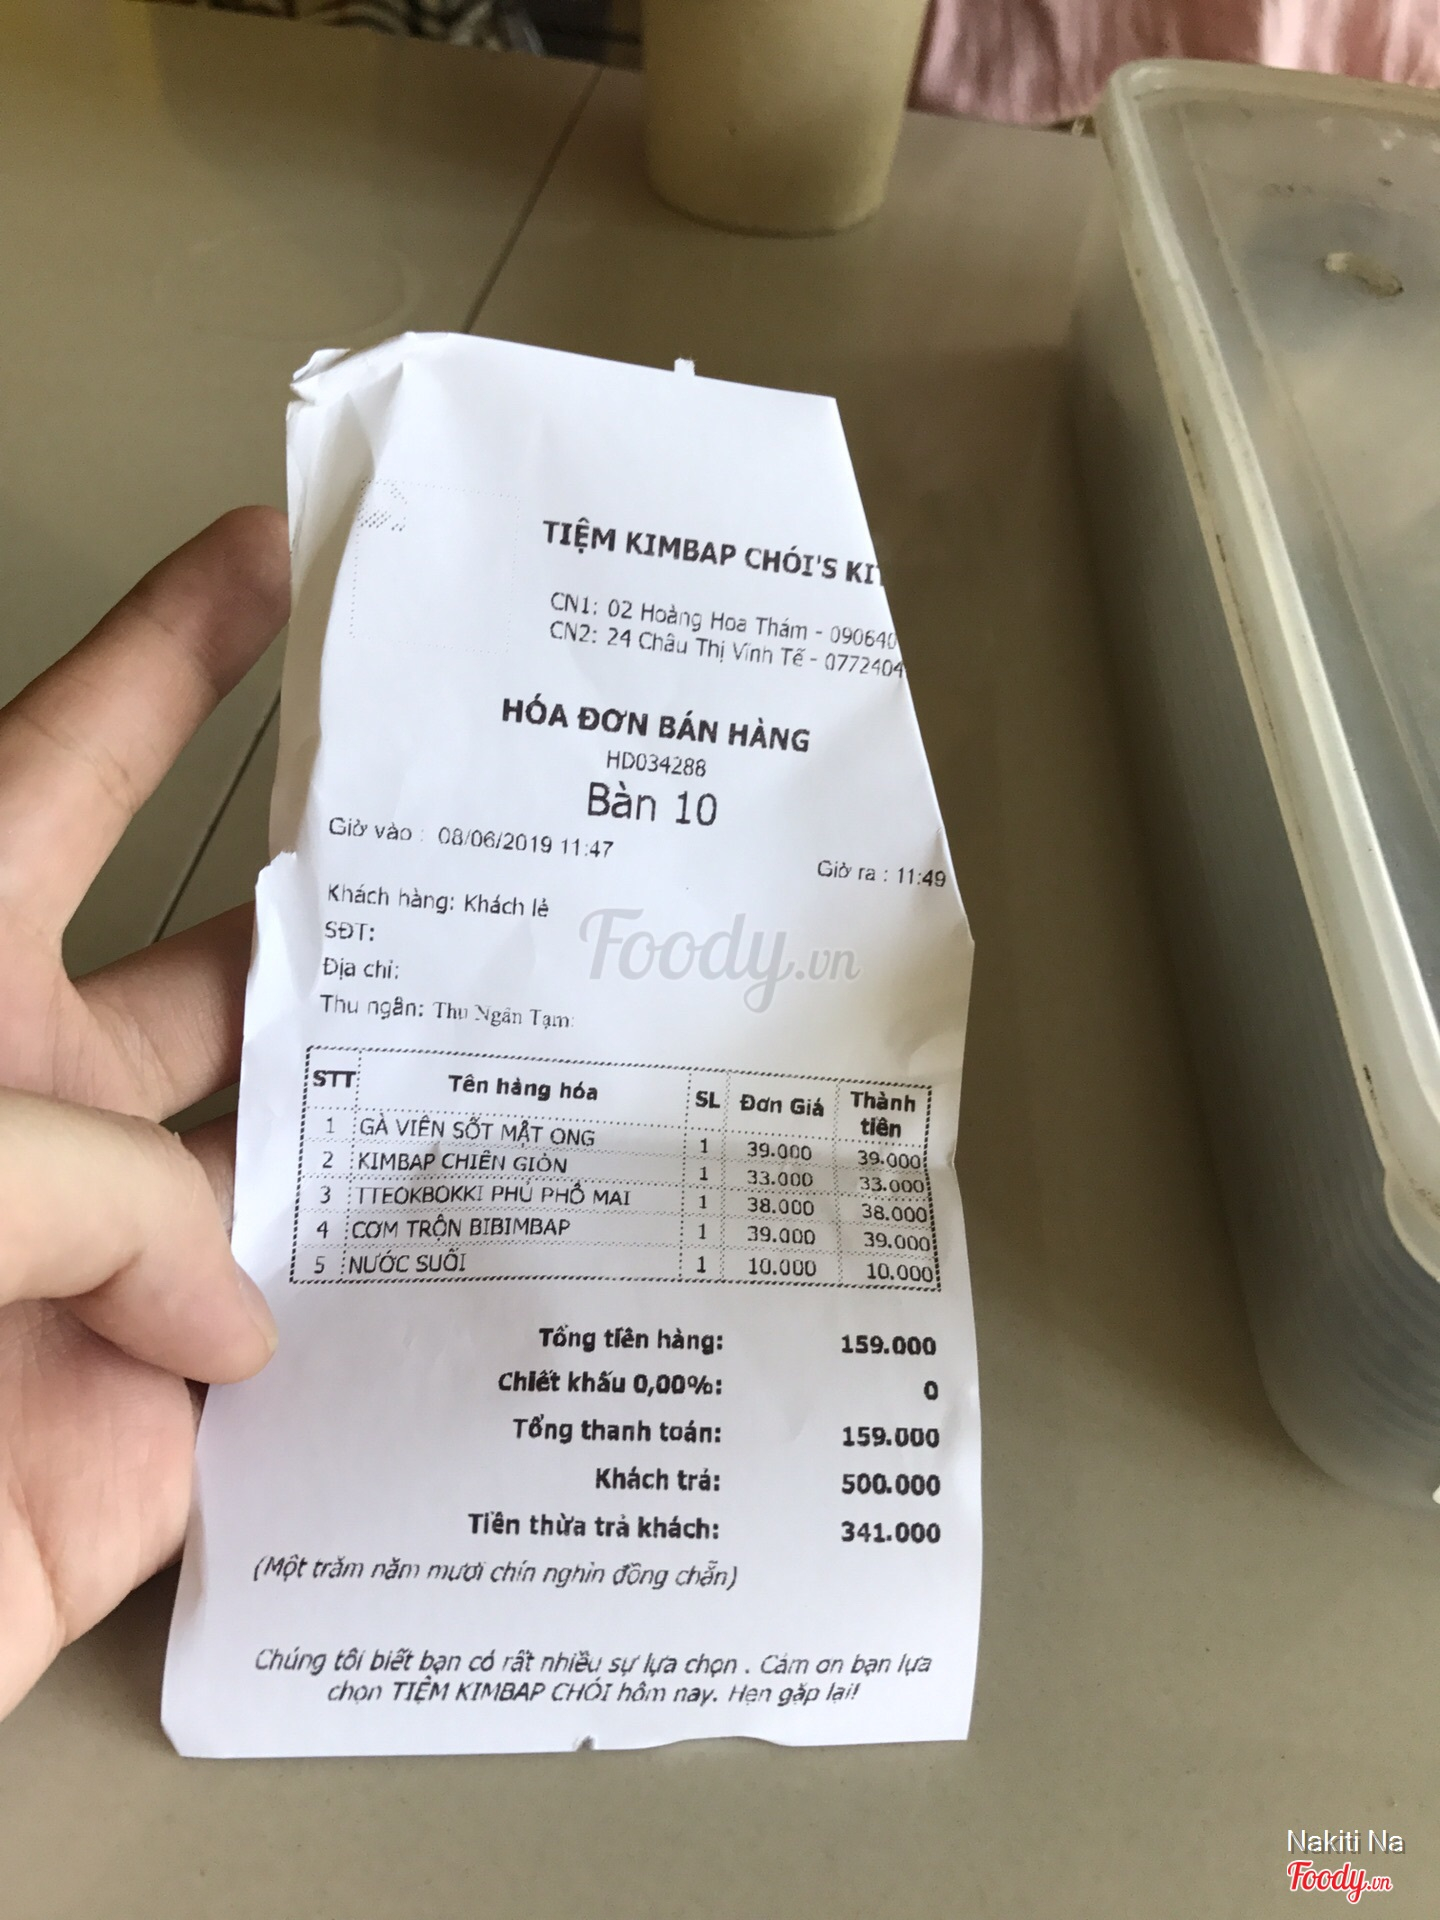 TIỆM KIMBAP CHÓI'S KIT
CN1: 02 Hoàng Hoa Thám - 090640
CN2: 24 Châu Thị Vính Tế - 0772404
HÓA ĐƠN BÁN HÀNG
HD034288
Bàn 10
Giờ vào : 08/06/2019 11:47
Giờ ra : 11:49
Khách hàng: Khách lẻ
SĐT:
Địa chỉ:
Thu ngân: Thu Ngân Tạm
Foody.vn
STT Tên hàng hóa SL Đơn Giá Thành tiền
1 GÀ VIÊN SỐT MẬT ONG 1 39.000 39.000
2 KIMBAP CHIÊN GIÒN 1 33.000 33.000
3 TTEOKBOKKI PHỦ PHÔ MAI 1 38.000 38.000
4 CƠM TRỘN BIBIMBAP 1 39.000 39.000
5 NƯỚC SUỐI 1 10.000 10.000
Tổng tiền hàng: 159.000
Chiết khấu 0,00%: 0
Tổng thanh toán: 159.000
Khách trả: 500.000
Tiền thừa trả khách: 341.000
(Một trăm năm mươi chín nghìn đồng chẵn)
Chúng tôi biết bạn có rất nhiều sự lựa chọn . Cảm ơn bạn lựa
chọn TIỆM KIMBAP CHÓI hôm nay. Hẹn gặp lại!
Nakiti Na
Foody.vn